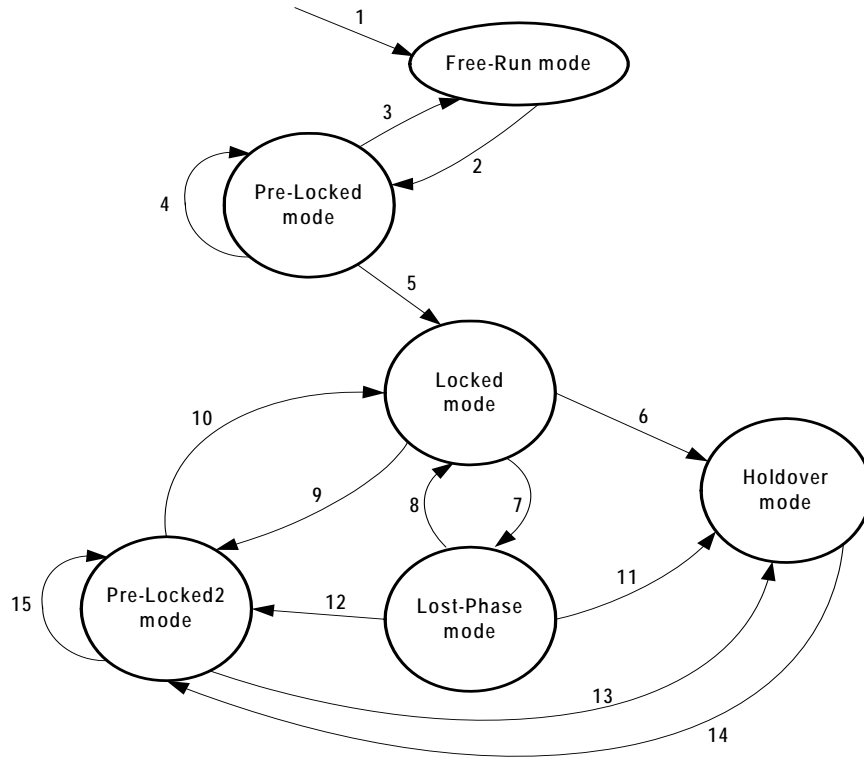 1
Free-Run mode
3
2
Pre-Locked
mode
4
5
Locked
mode
10
6
Holdover
mode
9
8
7
11
Pre-Locked2
mode
15
12
Lost-Phase
mode
13
14